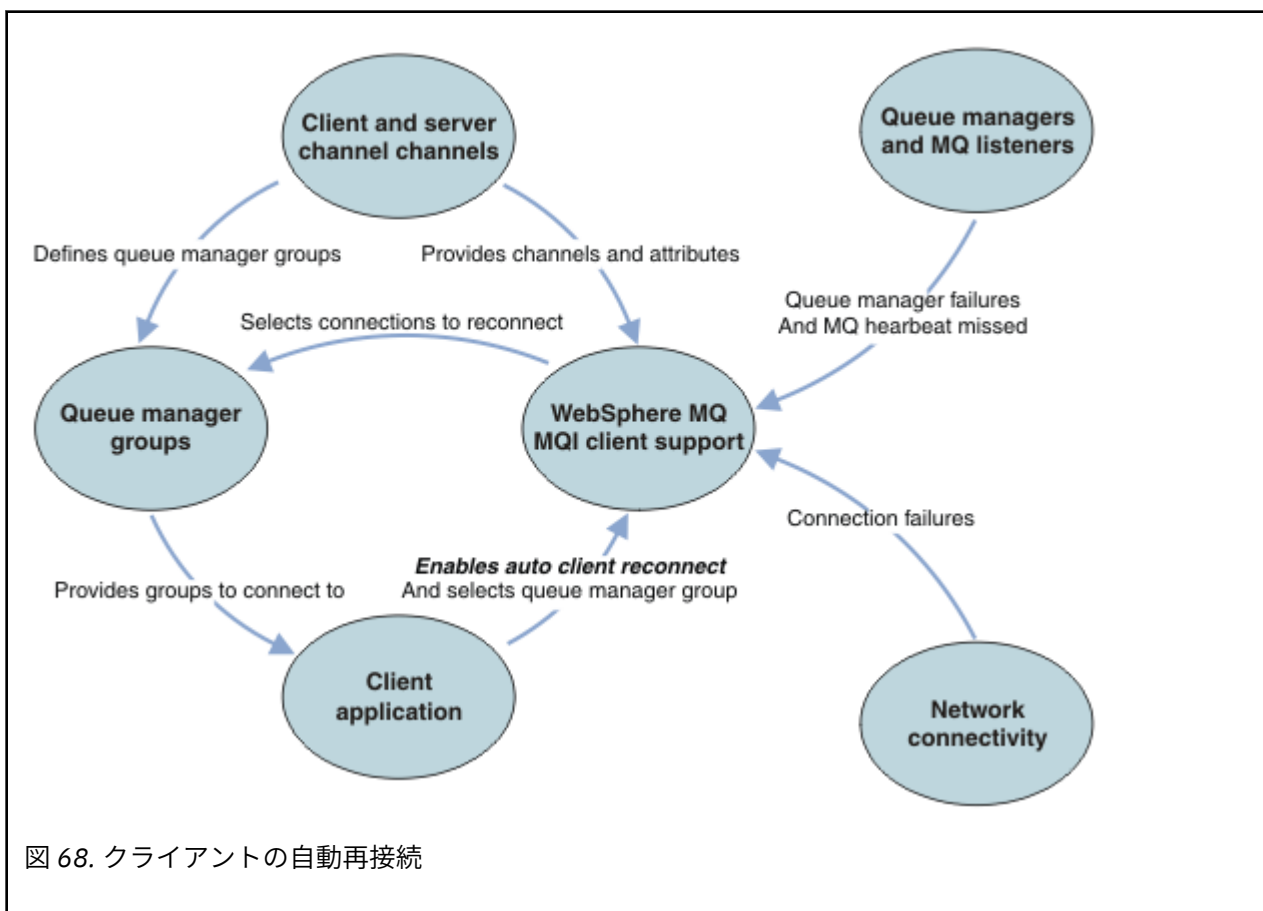 Client and server
channel channels
Queue managers
and MQ listeners
Defines queue manager groups
Provides channels and attributes
Queue manager failures
And MQ hearbeat missed
Selects connections to reconnect
Queue manager
groups
WebSphere MQ
MQI client support
Connection failures
Enables auto client reconnect
And selects queue manager group
Provides groups to connect to
Client
application
Network
connectivity
図 68. クライアントの自動再接続